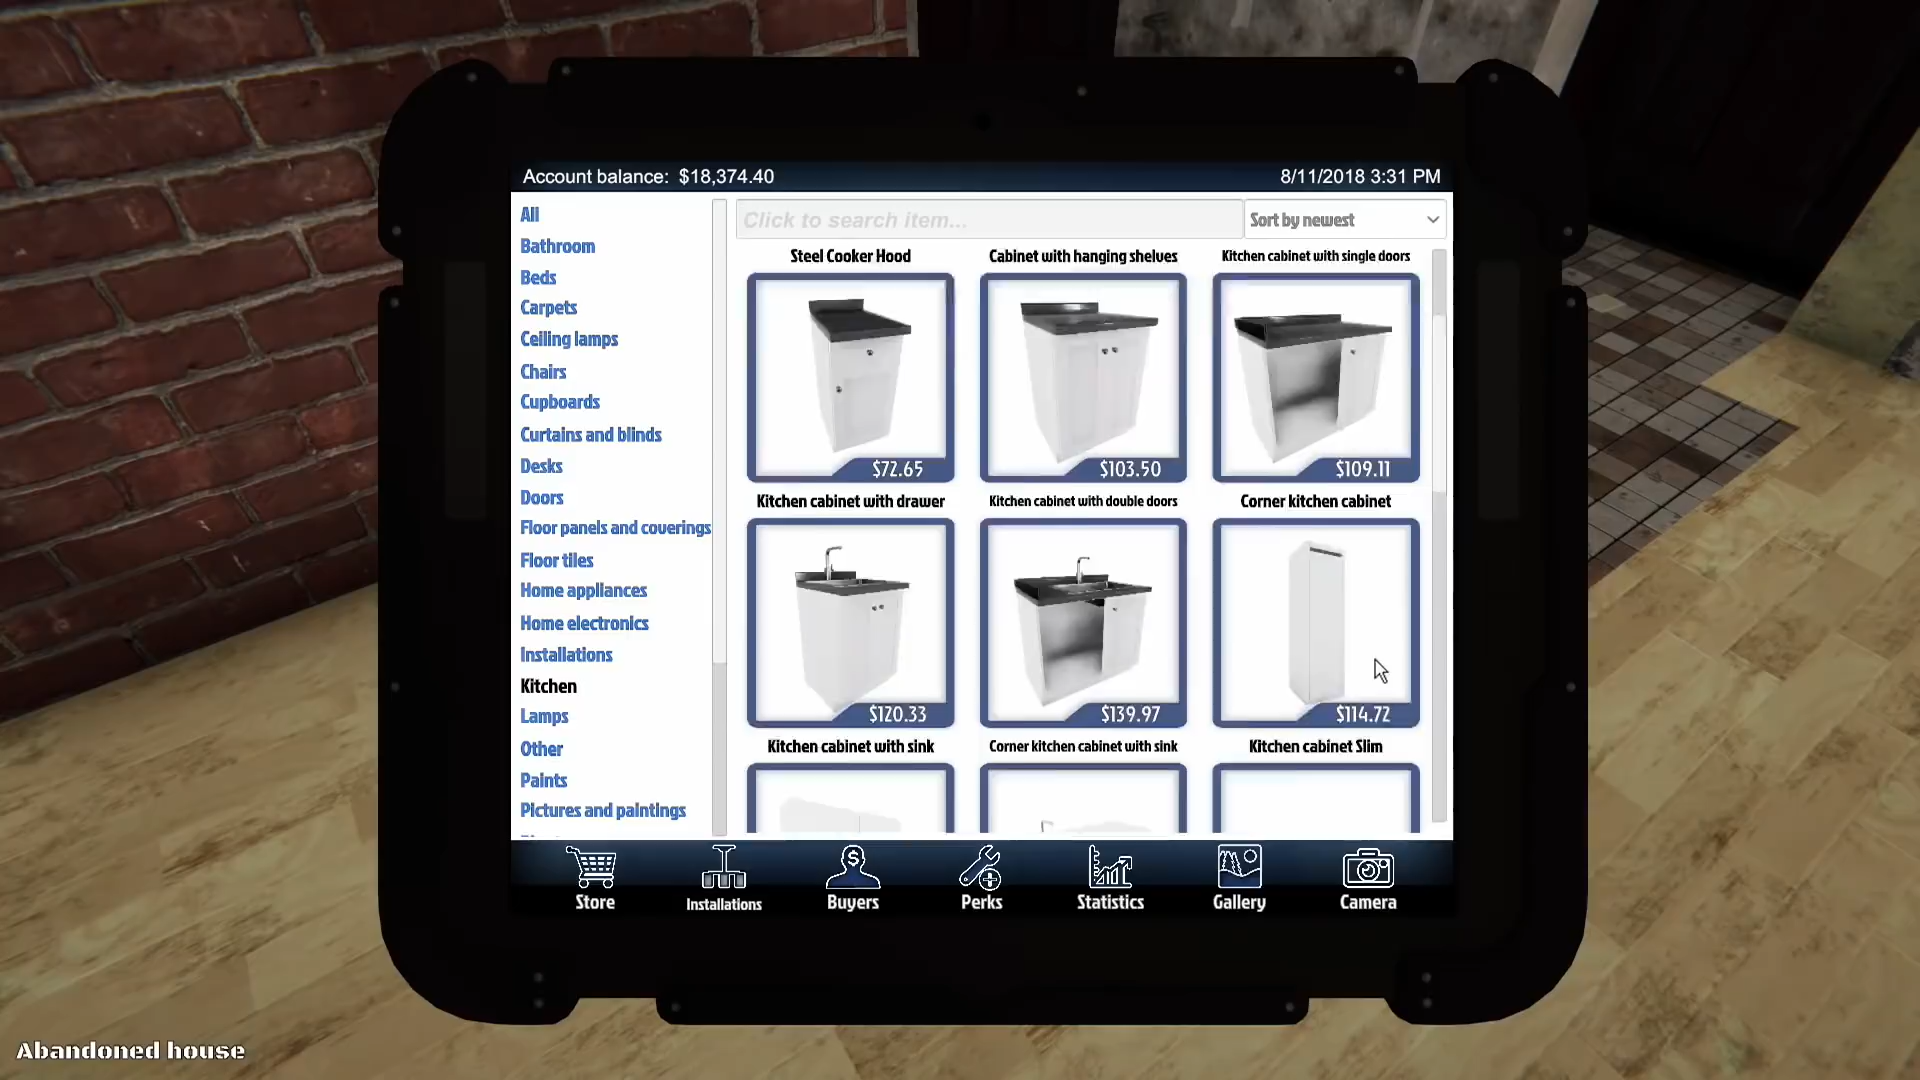 Account balance: $18,374.40
8/11/2018 3:31 PM
All
Bathroom
Beds
Carpets
Ceiling lamps
Chairs
Cupboards
Curtains and blinds
Desks
Doors
Floor panels and coverings
Floor tiles
Home appliances
Home electronics
Installations
Kitchen
Lamps
Other
Paints
Pictures and paintings
Click to search item...
Sort by newest
Steel Cooker Hood
Cabinet with hanging shelves
Kitchen cabinet with single doors
$72.65
$103.50
$109.11
Kitchen cabinet with drawer
Kitchen cabinet with double doors
Corner kitchen cabinet
$120.33
$139.97
$114.72
Kitchen cabinet with sink
Corner kitchen cabinet with sink
Kitchen cabinet Slim
Store
Installations
Buyers
Perks
Statistics
Gallery
Camera
Abandoned house